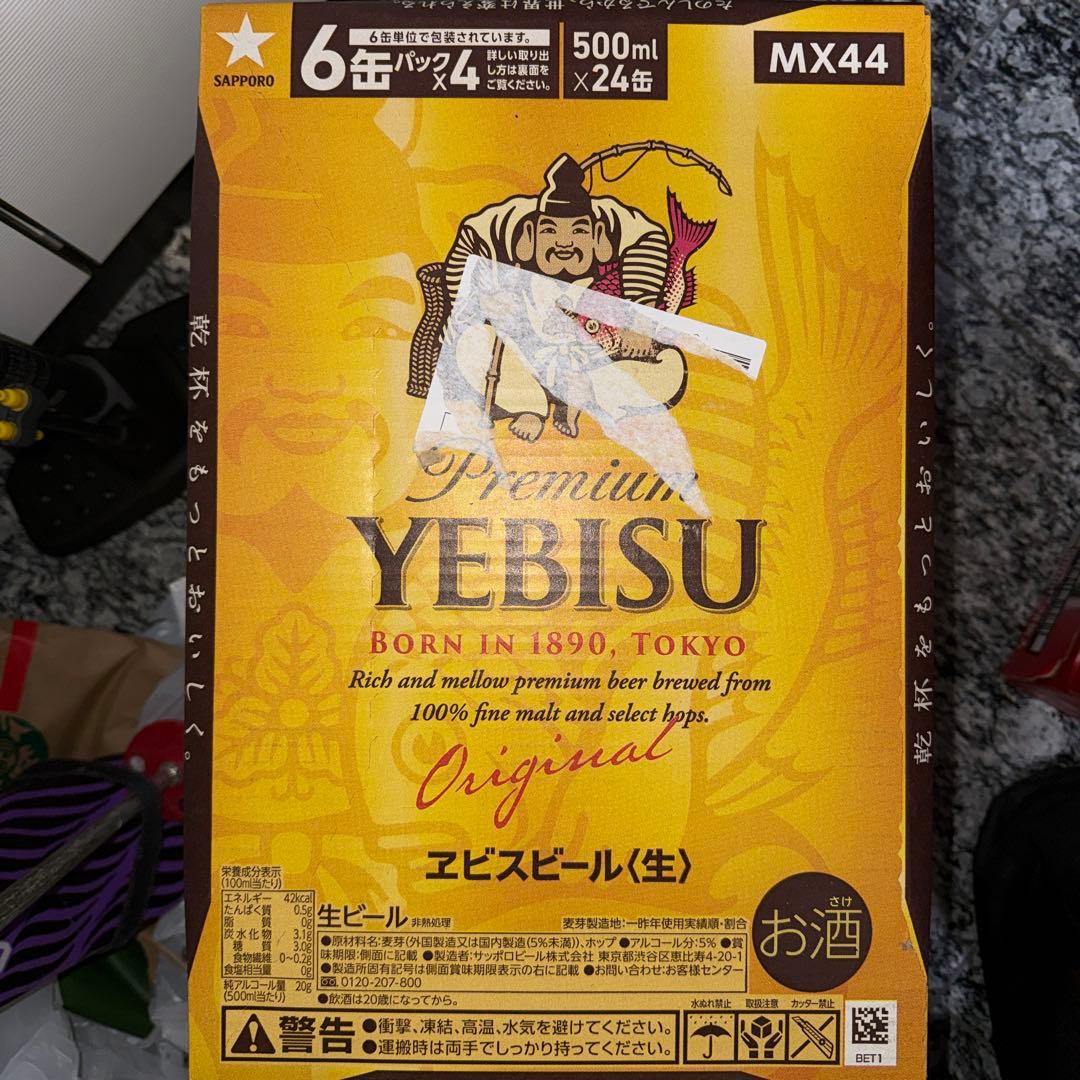 たのしんでるから、世界は変えられる。
SAPPORO
6缶単位で包装されています。
6缶パック×4
詳しい取り出
し方は裏面を
ご覧ください。
500ml
×24缶
MX44
乾杯をもっとおいしく。
乾杯をもっとおいしく。
Premium
YEBISU
BORN IN 1890, TOKYO
Rich and mellow premium beer brewed from
100% fine malt and select hops.
Original
ヱビスビール〈生〉
栄養成分表示
(100ml当たり)
エネルギー 42kcal
たんぱく質 0.5g
脂質 0g
炭水化物 3.1g
糖質 3.0g
食物繊維 0~0.2g
食塩相当量 0g
純アルコール量 20g
(500ml当たり)
生ビール 非熱処理
麦芽製造地:一昨年使用実績順・割合
●原材料名:麦芽(外国製造又は国内製造(5%未満))、ホップ ●アルコール分:5% ●賞
味期限:側面に記載 ●製造者:サッポロビール株式会社 東京都渋谷区恵比寿4-20-1
●製造所固有記号は側面賞味期限表示の右に記載 ●お問い合わせ:お客様センター
0120-207-800
●飲酒は20歳になってから。
さけ
お酒
警告
●衝撃、凍結、高温、水気を避けてください。
●運搬時は両手でしっかり持ってください。
水ぬれ禁止
取扱注意
カッター禁止
BET1